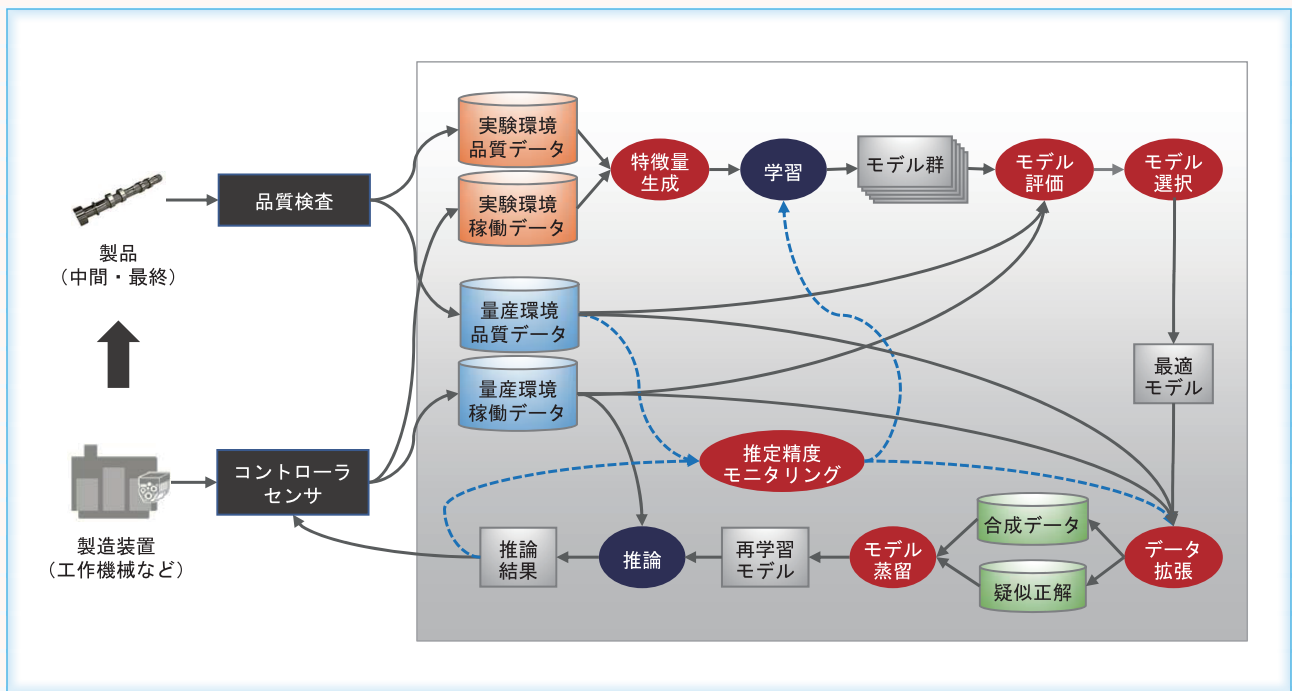 実験環境
品質データ
実験環境
稼働データ
特徴量
生成
学習
モデル群
モデル
評価
モデル
選択
品質検査
製品
（中間・最終）
量産環境
品質データ
量産環境
稼働データ
最適
モデル
推定精度
モニタリング
コントローラ
センサ
製造装置
（工作機械など）
推論
結果
推論
再学習
モデル
モデル
蒸留
合成データ
疑似正解
データ
拡張